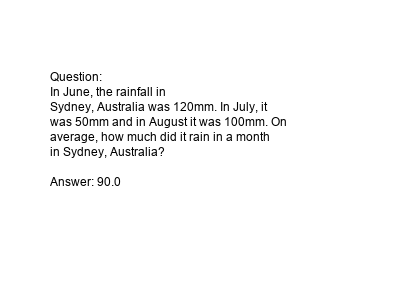 Question:
In June, the rainfall in
Sydney, Australia was 120mm. In July, it
was 50mm and in August it was 100mm. On
average, how much did it rain in a month
in Sydney, Australia?
Answer: 90.0